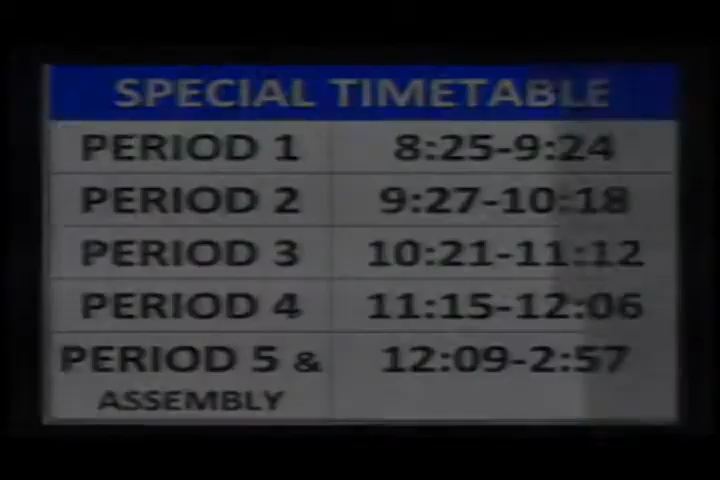 SPECIAL TIMETABLE
PERIOD 1 8:25-9:24
PERIOD 2 9:27-10:18
PERIOD 3 10:21-11:12
PERIOD 4 11:15-12:06
PERIOD 5 & 12:09-2:57
ASSEMBLY